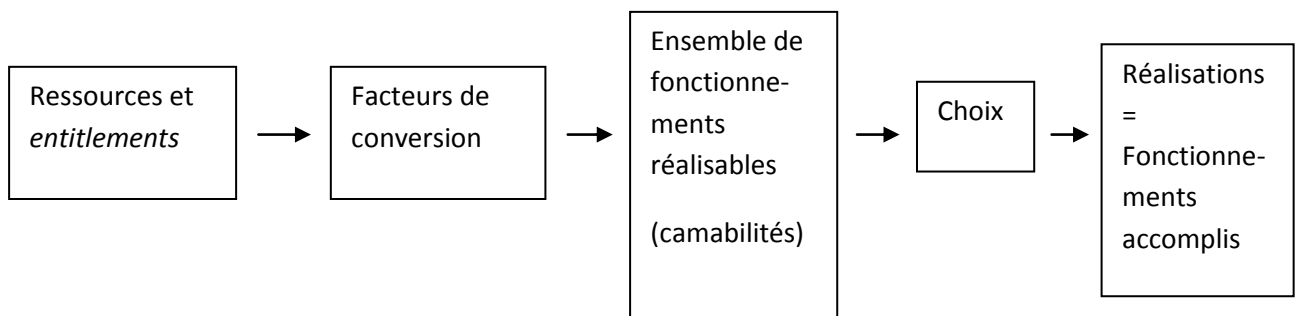 Ressources et
entitlements
Facteurs de
conversion
Ensemble de
fonctionne-
ments
réalisables
(camabilités)
Choix
Réalisations
=
Fonctionne-
ments
accomplis